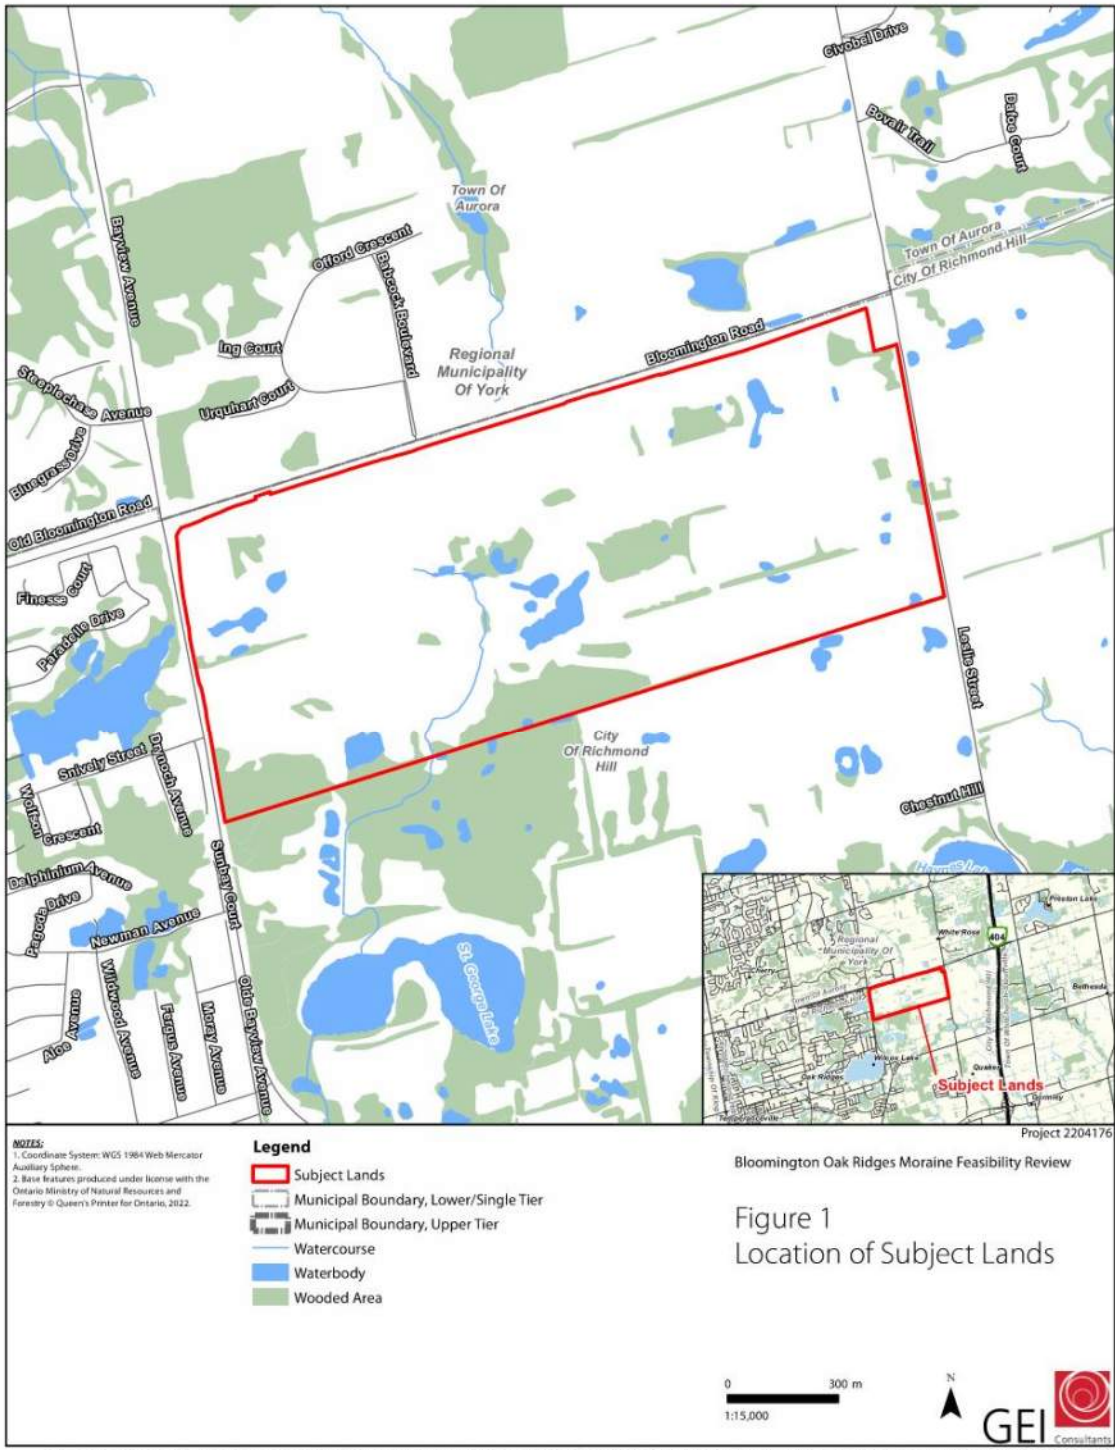 Civobel Drive
Bovair Trail
Dafoe Court
Town Of
Aurora
Bayview Avenue
Offord Crescent
Babcock Boulevard
Town Of Aurora
City Of Richmond Hill
Ing Court
Bloomington Road
Regional
Municipality
Of York
Steeplechase Avenue
Urquhart Court
Bluegrass Drive
Old Bloomington Road
Finesse Court
Paradelle Drive
Leslie Street
City
Of Richmond
Hill
Snively Street
Drynoch Avenue
Wolfson
Crescent
Chestnut Hill
Delphinium Avenue
Sunbay Court
Pagoda Drive
Newman Avenue
St. George Lake
Wildwood Avenue
Olde Bayview Avenue
Aloe Avenue
Fergus Avenue
Moray Avenue
Preston Lake
White Rose
404
Regional
Municipality Of
York
Cherry
Bethesda
Wilcox Lake
Oak Ridges
Quaker
Subject Lands
Gormley
Project 2204176
NOTES:
1. Coordinate System: WGS 1984 Web Mercator
Auxiliary Sphere.
2. Base features produced under license with the
Ontario Ministry of Natural Resources and
Forestry © Queen's Printer for Ontario, 2022.
Legend
Subject Lands
Municipal Boundary, Lower/Single Tier
Municipal Boundary, Upper Tier
Watercourse
Waterbody
Wooded Area
Bloomington Oak Ridges Moraine Feasibility Review
Figure 1
Location of Subject Lands
0 300 m
1:15,000
N
GEI
Consultants